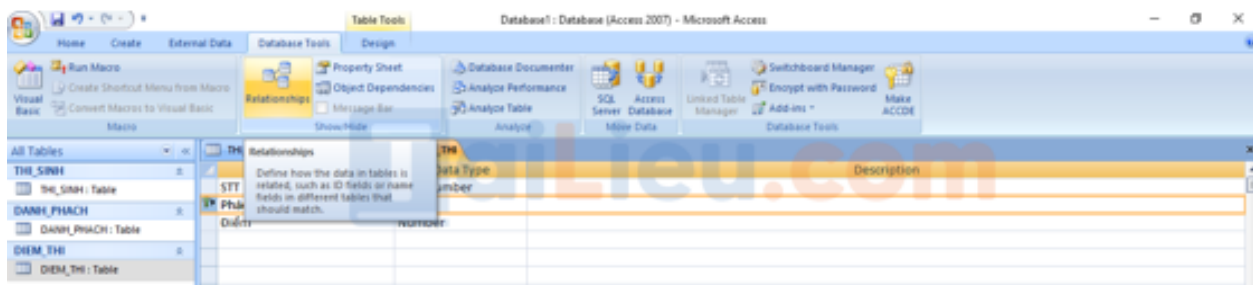 Table Tools
Database1 : Database (Access 2007) - Microsoft Access
Home Create External Data Database Tools Design
Visual Basic
Run Macro
Create Shortcut Menu from Macro
Convert Macros to Visual Basic
Macro
Relationships
Property Sheet
Object Dependencies
Message Bar
Show/Hide
Database Documenter
Analyze Performance
Analyze Table
Analyze
SQL Server
Access Database
Move Data
Linked Table Manager
Switchboard Manager
Encrypt with Password
Add-ins
Make ACCDE
Database Tools
All Tables
THI_SINH
THI_SINH : Table
DANH_PHACH
DANH_PHACH : Table
DIEM_THI
DIEM_THI : Table
Relationships
Define how the data in tables is
related, such as ID fields or name
fields in different tables that
should match.
Data Type
Description
STT
Number
TaiLieu.com